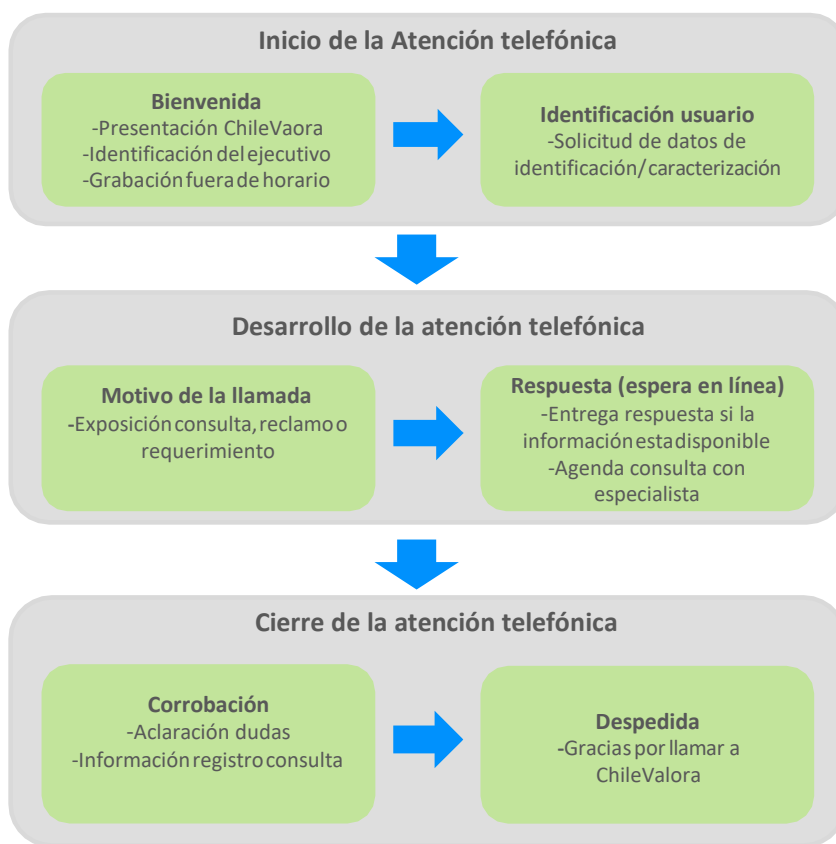 Inicio de la Atención telefónica
Bienvenida
-Presentación ChileVaora
-Identificación del ejecutivo
-Grabación fuera de horario
Identificación usuario
-Solicitud de datos de
identificación/caracterización
Desarrollo de la atención telefónica
Motivo de la llamada
-Exposición consulta, reclamo o
requerimiento
Respuesta (espera en línea)
-Entrega respuesta si la
información esta disponible
-Agenda consulta con
especialista
Cierre de la atención telefónica
Corrobación
-Aclaración dudas
-Información registro consulta
Despedida
-Gracias por llamar a
ChileValora